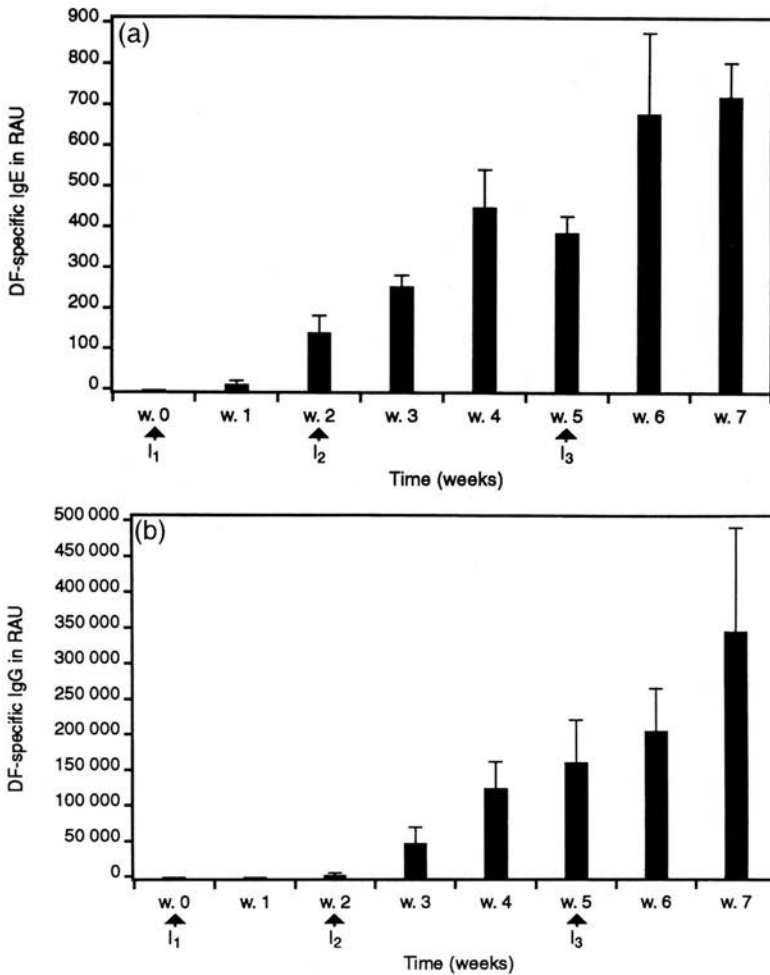 (a)
DF-specific IgE in RAU
900
800
700
600
500
400
300
200
100
0
w. 0 w. 1 w. 2 w. 3 w. 4 w. 5 w. 6 w. 7
I1 I2 I3
Time (weeks)
(b)
DF-specific IgG in RAU
500 000
450 000
400 000
350 000
300 000
250 000
200 000
150 000
100 000
50 000
0
w. 0 w. 1 w. 2 w. 3 w. 4 w. 5 w. 6 w. 7
I1 I2 I3
Time (weeks)